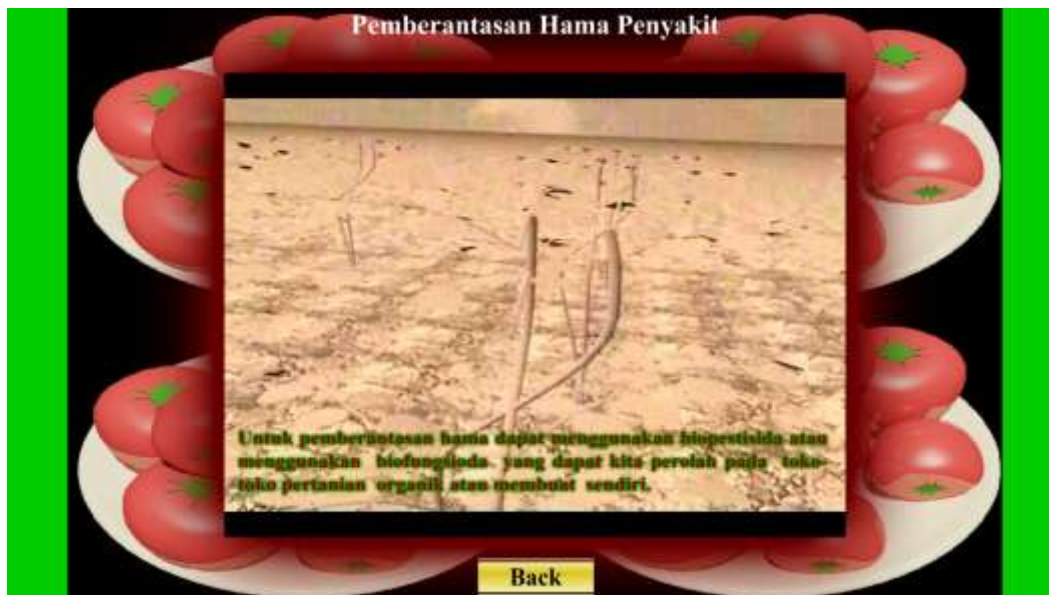 Pemberantasan Hama Penyakit
Untuk pemberantasan hama dapat menggunakan biopestisida atau
menggunakan biofungisida yang dapat kita peroleh pada toko-
toko pertanian organik atau membuat sendiri.
Back